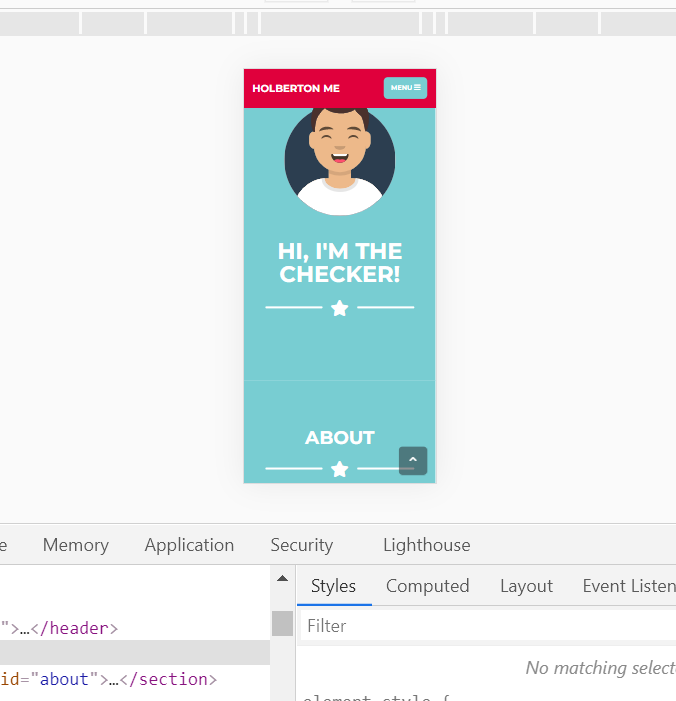 HOLBERTON ME
MENU
HI, I'M THE
CHECKER!
ABOUT
e Memory Application Security Lighthouse
Styles Computed Layout Event Listen
Filter
">…</header>
No matching selecto
id="about">…</section>
element.style {